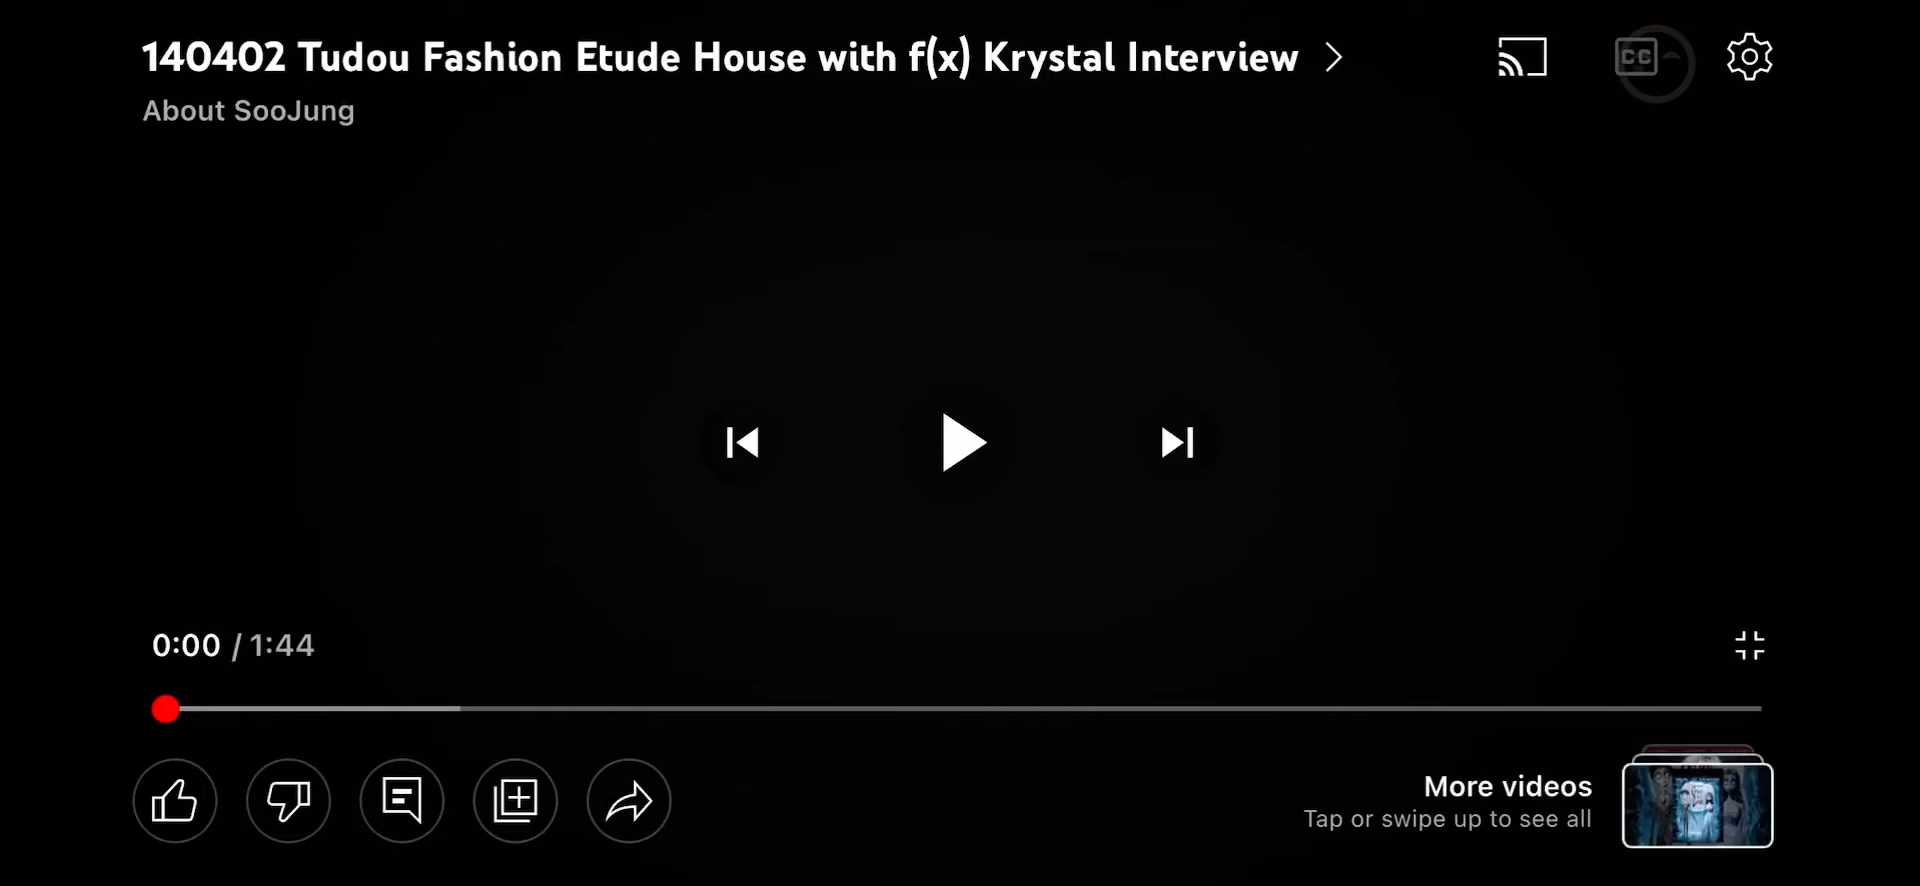 140402 Tudou Fashion Etude House with f(x) Krystal Interview
About SooJung
CC
0:00 / 1:44
More videos
Tap or swipe up to see all